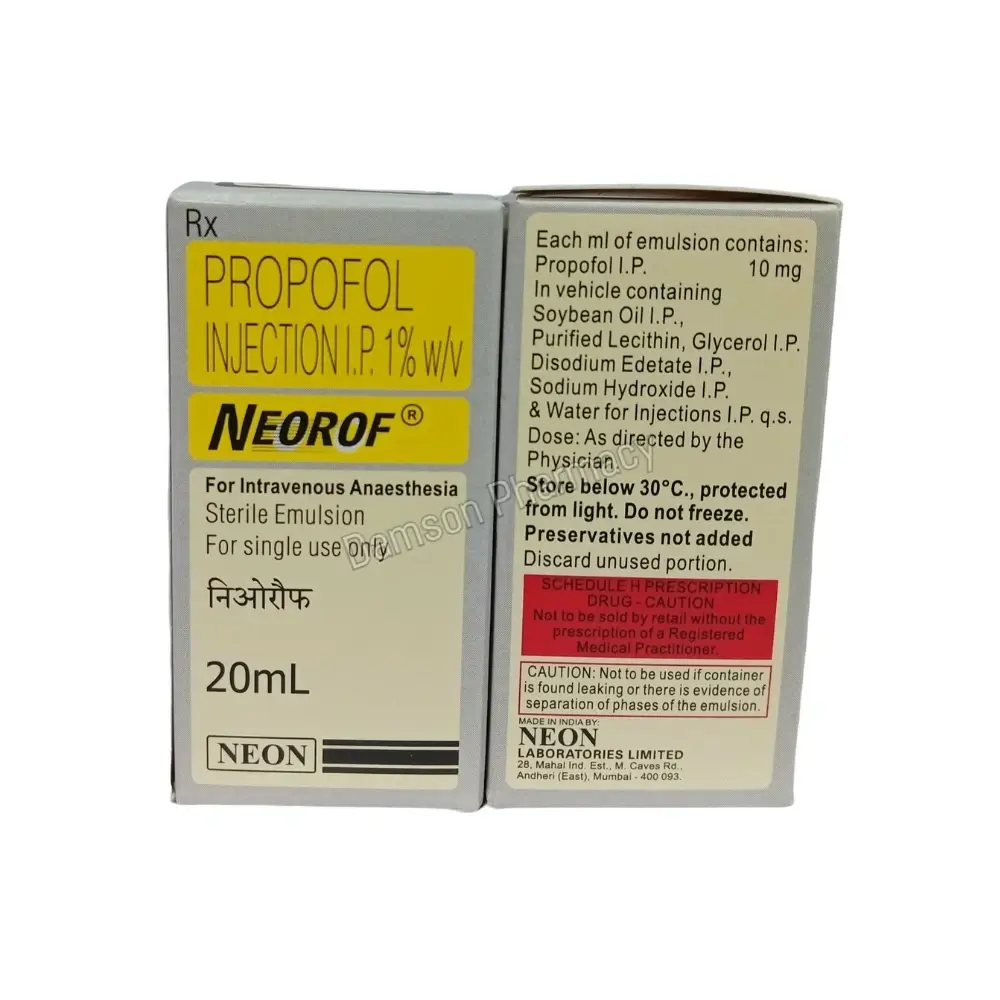 Rx
PROPOFOL
INJECTION I.P. 1% w/v
NEOROF®
For Intravenous Anaesthesia
Sterile Emulsion
For single use only
निओरौफ
20mL
NEON
Each ml of emulsion contains:
Propofol I.P. 10 mg
In vehicle containing
Soybean Oil I.P.,
Purified Lecithin, Glycerol I.P.
Disodium Edetate I.P.,
Sodium Hydroxide I.P.
& Water for Injections I.P. q.s.
Dose: As directed by the
Physician.
Store below 30°C., protected
from light. Do not freeze.
Preservatives not added
Discard unused portion.
SCHEDULE H PRESCRIPTION
DRUG - CAUTION
Not to be sold by retail without the
prescription of a Registered
Medical Practitioner.
CAUTION: Not to be used if container
is found leaking or there is evidence of
separation of phases of the emulsion.
MADE IN INDIA BY:
NEON
LABORATORIES LIMITED
28, Mahal Ind. Est., M. Caves Rd.,
Andheri (East), Mumbai - 400 093.
Damson Pharmacy